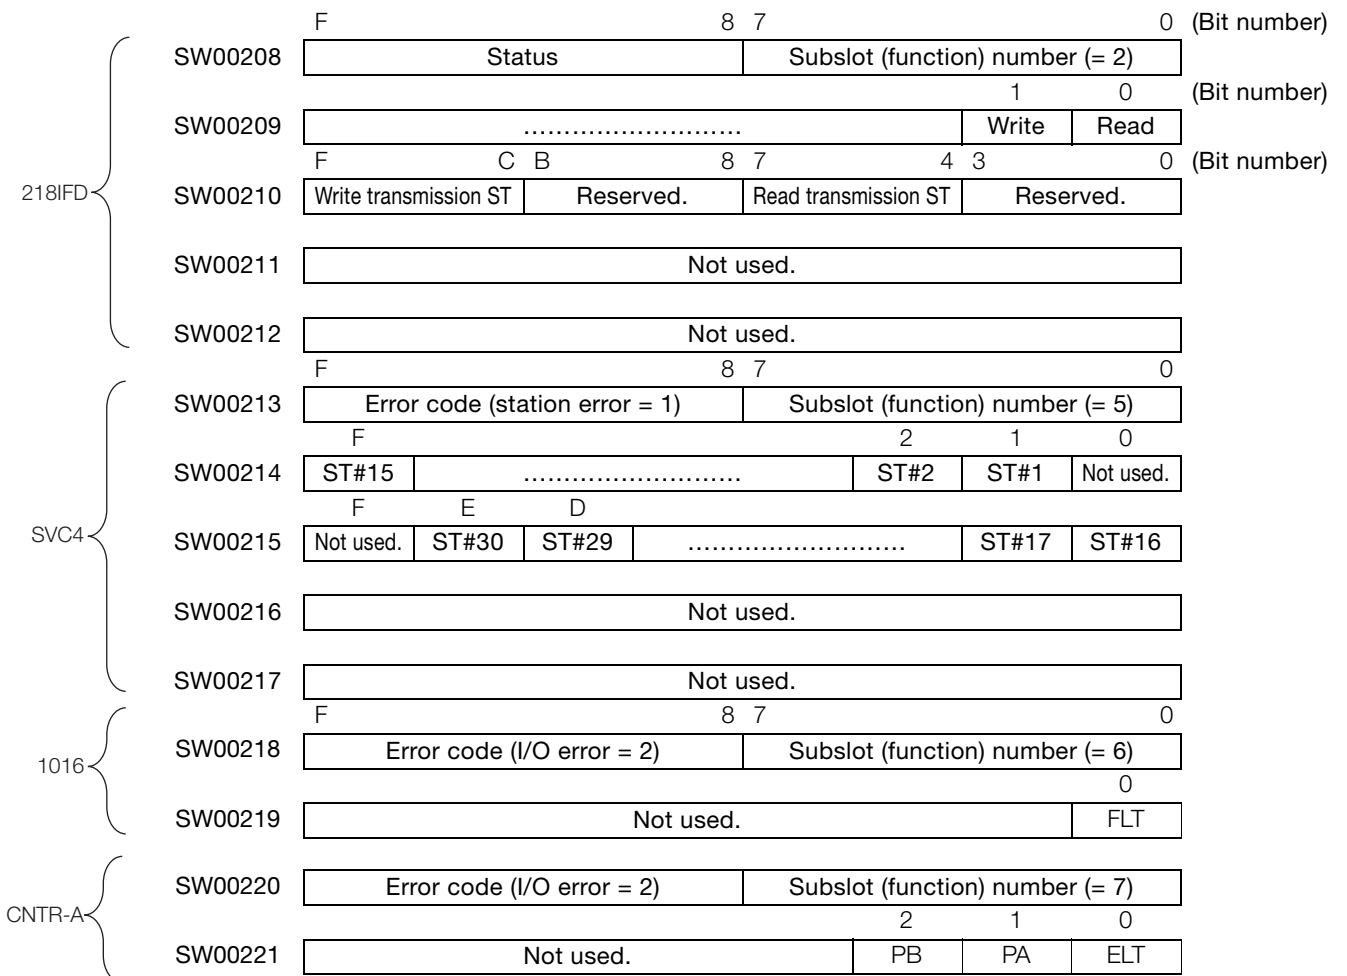 F 8 7 0 (Bit number)
SW00208 Status Subslot (function) number (= 2)
1 0 (Bit number)
SW00209 ............................ Write Read
F C B 8 7 4 3 0 (Bit number)
218IFD SW00210 Write transmission ST Reserved. Read transmission ST Reserved.
SW00211 Not used.
SW00212 Not used.
F 8 7 0
SW00213 Error code (station error = 1) Subslot (function) number (= 5)
F 2 1 0
SW00214 ST#15 ............................ ST#2 ST#1 Not used.
F E D
SVC4 SW00215 Not used. ST#30 ST#29 ............................ ST#17 ST#16
SW00216 Not used.
SW00217 Not used.
F 8 7 0
SW00218 Error code (I/O error = 2) Subslot (function) number (= 6)
1016
0
SW00219 Not used. FLT
SW00220 Error code (I/O error = 2) Subslot (function) number (= 7)
CNTR-A
2 1 0
SW00221 Not used. PB PA ELT